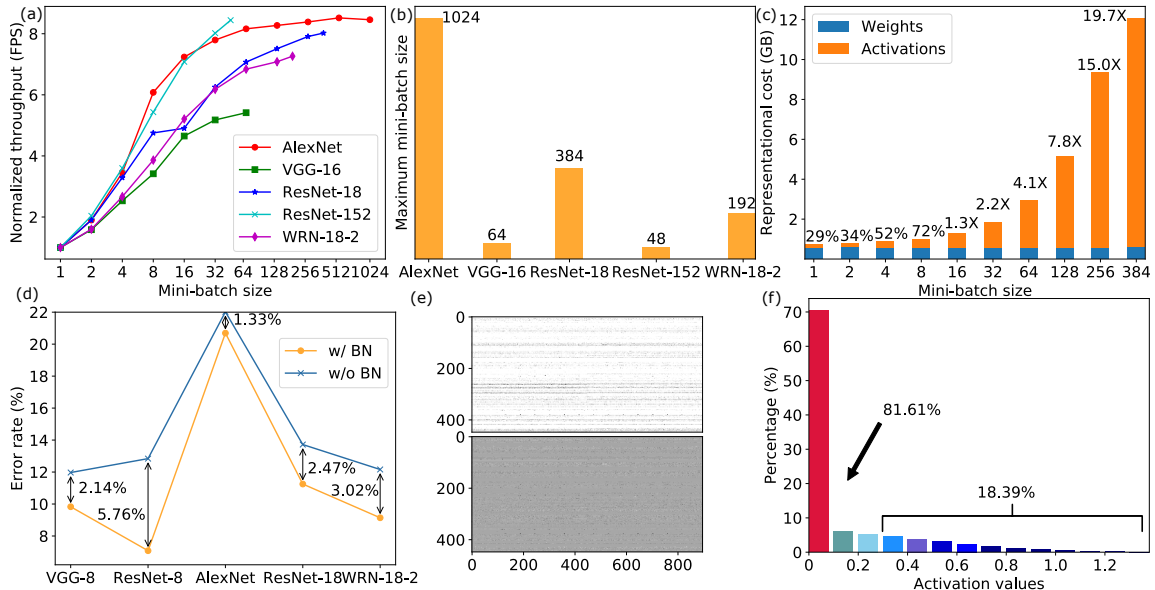 (a)
Normalized throughput (FPS)
8
6
4
2
AlexNet
VGG-16
ResNet-18
ResNet-152
WRN-18-2
1 2 4 8 16 32 64 128 256 512 1024
Mini-batch size
(b)
Maximum mini-batch size
1024
64
384
48
192
AlexNet VGG-16 ResNet-18 ResNet-152 WRN-18-2
(c)
Representational cost (GB)
12
10
8
6
4
2
Weights
Activations
29% 34% 52% 72% 1.3X 2.2X 4.1X 7.8X 15.0X 19.7X
1 2 4 8 16 32 64 128 256 384
Mini-batch size
(d)
Error rate (%)
22
20
18
16
14
12
10
8
w/ BN
w/o BN
2.14%
5.76%
1.33%
2.47%
3.02%
VGG-8 ResNet-8 AlexNet ResNet-18 WRN-18-2
(e)
0
200
400
0
200
400
0 200 400 600 800
(f)
Percentage (%)
70
60
50
40
30
20
10
0
81.61%
18.39%
0.0 0.2 0.4 0.6 0.8 1.0 1.2
Activation values